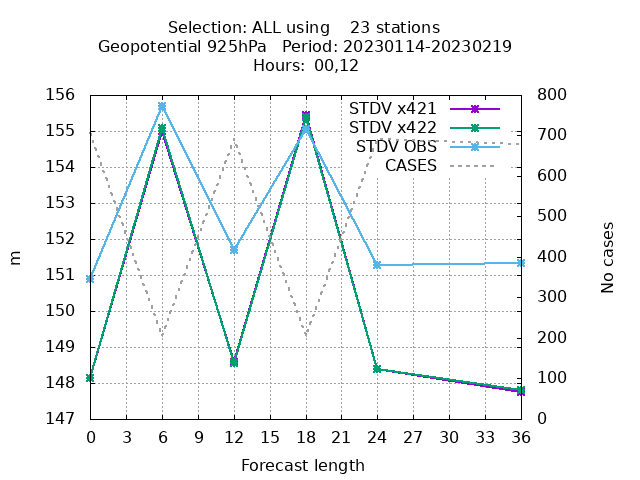 Selection: ALL using    23 stations
Geopotential 925hPa   Period: 20230114-20230219
Hours:  00,12
156
155
154
153
152
151
150
149
148
147
800
700
600
500
400
300
200
100
0
STDV x421
STDV x422
STDV OBS
CASES
m
No cases
0 3 6 9 12 15 18 21 24 27 30 33 36
Forecast length